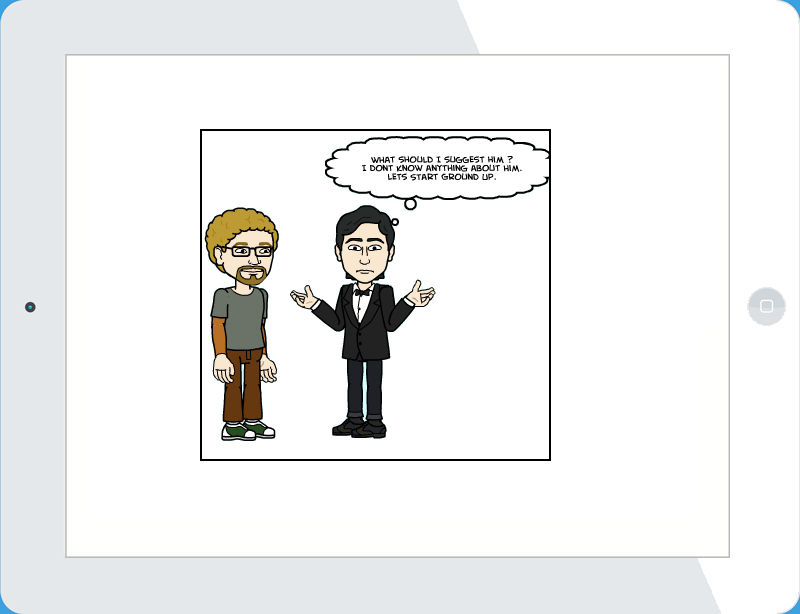 WHAT SHOULD I SUGGEST HIM ?
I DONT KNOW ANYTHING ABOUT HIM.
LETS START GROUND UP.